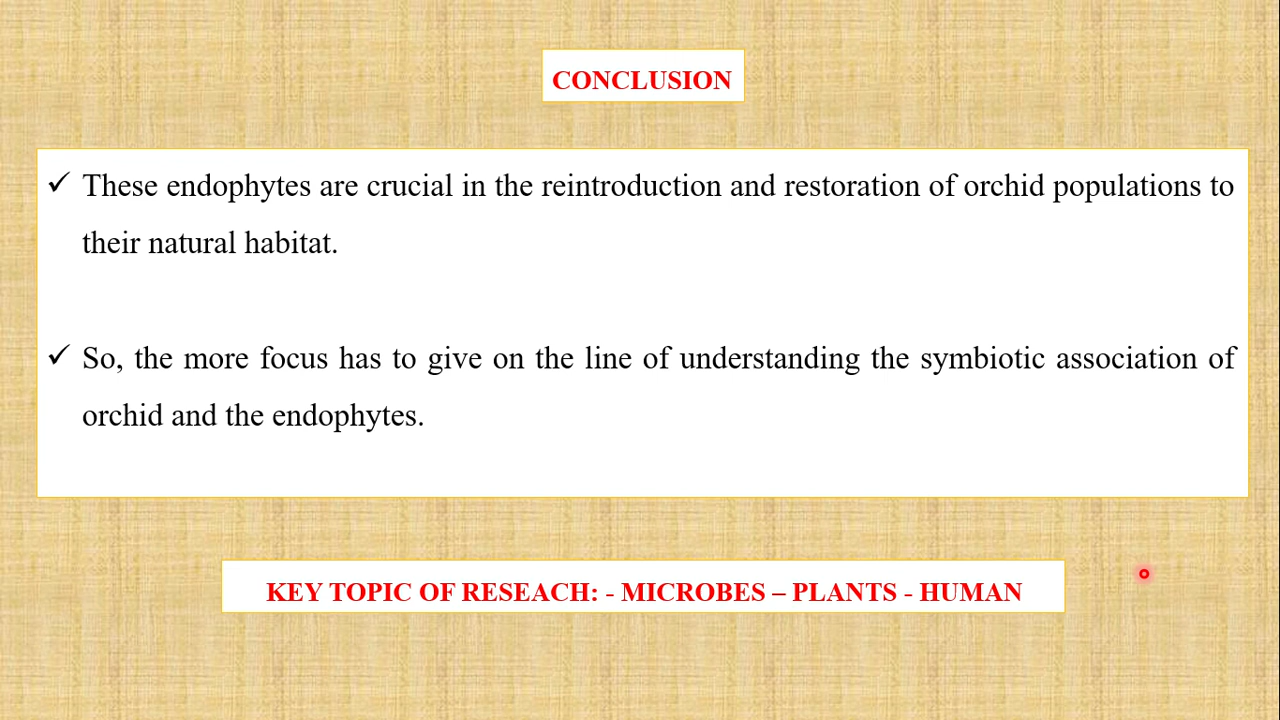 CONCLUSION
✓ These endophytes are crucial in the reintroduction and restoration of orchid populations to
their natural habitat.
✓ So, the more focus has to give on the line of understanding the symbiotic association of
orchid and the endophytes.
KEY TOPIC OF RESEACH: - MICROBES – PLANTS - HUMAN